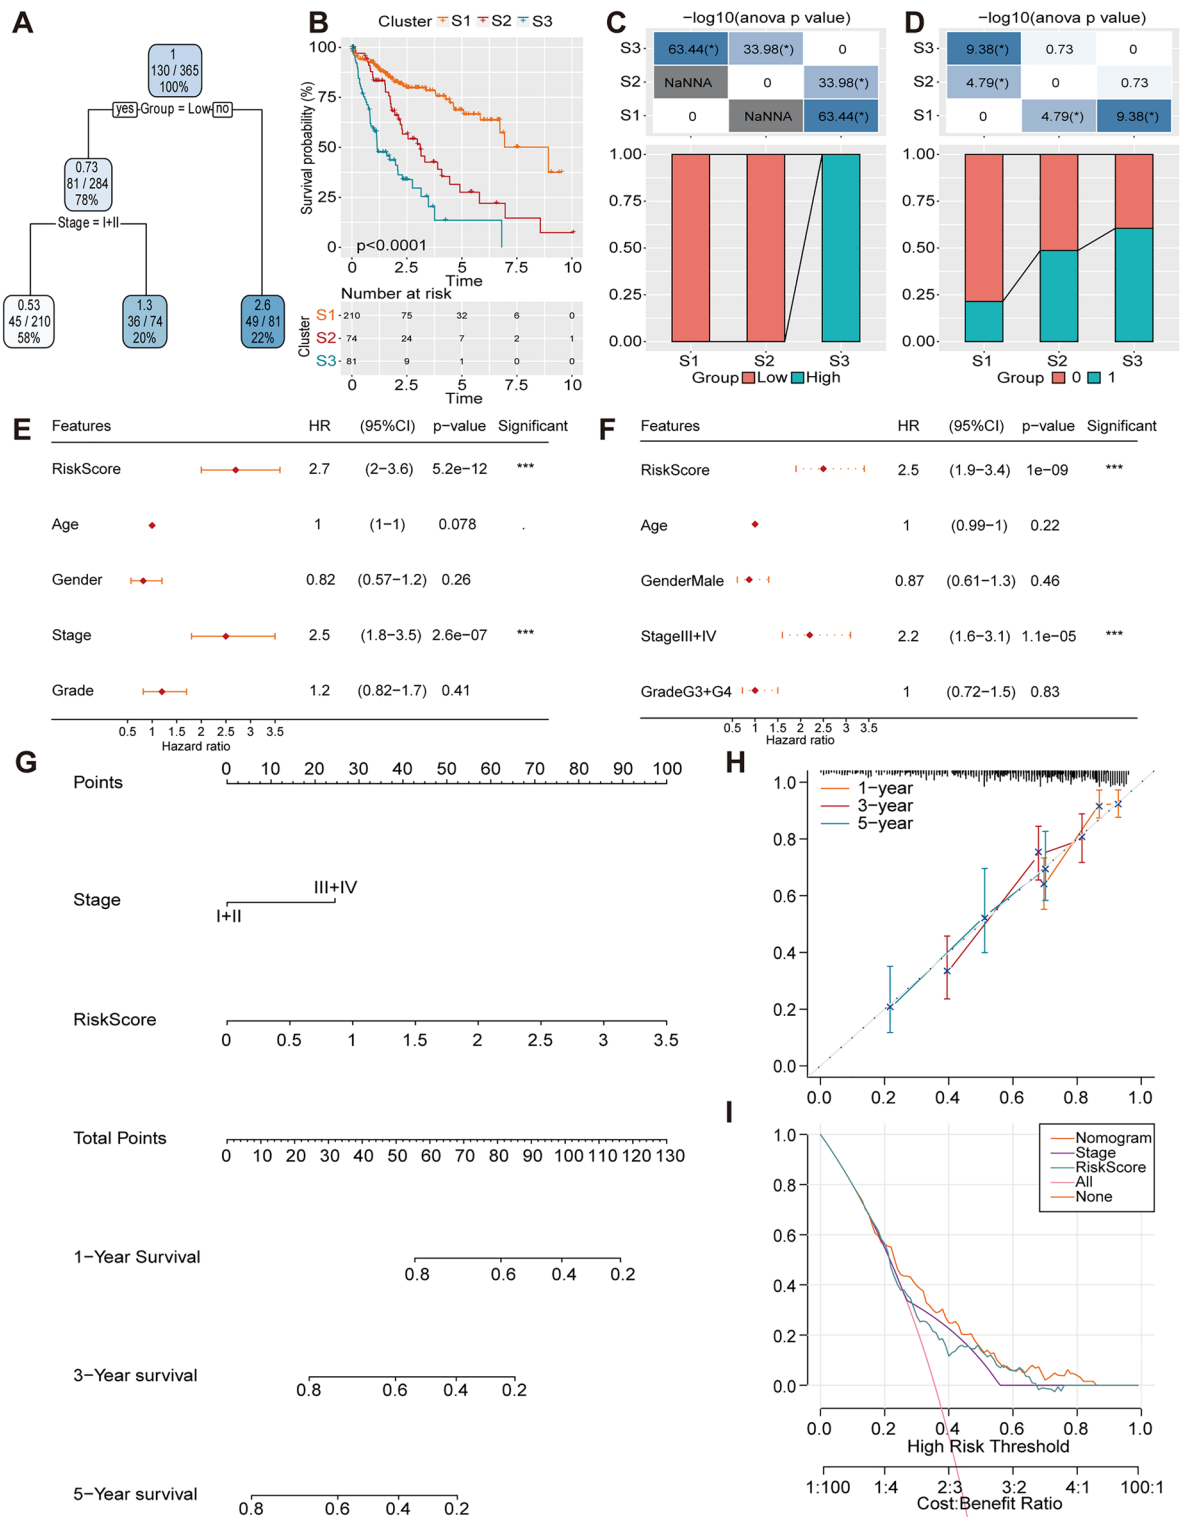 A
1
130 / 365
100%
yes Group = Low no
0.73
81 / 284
78%
Stage = I+II
0.53
45 / 210
58%
1.3
36 / 74
20%
2.6
49 / 81
22%
B
Cluster S1 S2 S3
Survival probability (%)
100
75
50
25
0
p<0.0001
0 2.5 5 7.5 10
Time
Number at risk
Cluster
S1 210 75 32 6 0
S2 74 24 7 2 1
S3 81 9 1 0 0
0 2.5 5 7.5 10
Time
C
−log10(anova p value)
S3 63.44(*) 33.98(*) 0
S2 NaNNA 0 33.98(*)
S1 0 NaNNA 63.44(*)
1.00
0.75
0.50
0.25
0.00
S1 S2 S3
Group Low High
D
−log10(anova p value)
S3 9.38(*) 0.73 0
S2 4.79(*) 0 0.73
S1 0 4.79(*) 9.38(*)
1.00
0.75
0.50
0.25
0.00
S1 S2 S3
Group 0 1
E
Features HR (95%CI) p−value Significant
RiskScore 2.7 (2−3.6) 5.2e−12 ***
Age 1 (1−1) 0.078 .
Gender 0.82 (0.57−1.2) 0.26
Stage 2.5 (1.8−3.5) 2.6e−07 ***
Grade 1.2 (0.82−1.7) 0.41
0.5 1 1.5 2 2.5 3 3.5
Hazard ratio
F
Features HR (95%CI) p−value Significant
RiskScore 2.5 (1.9−3.4) 1e−09 ***
Age 1 (0.99−1) 0.22
GenderMale 0.87 (0.61−1.3) 0.46
StageIII+IV 2.2 (1.6−3.1) 1.1e−05 ***
GradeG3+G4 1 (0.72−1.5) 0.83
0.5 1 1.5 2 2.5 3 3.5
Hazard ratio
G
Points 0 10 20 30 40 50 60 70 80 90 100
Stage
III+IV
I+II
RiskScore
0 0.5 1 1.5 2 2.5 3 3.5
Total Points
0 10 20 30 40 50 60 70 80 90 100 110 120 130
1−Year Survival
0.8 0.6 0.4 0.2
3−Year survival
0.8 0.6 0.4 0.2
5−Year survival
0.8 0.6 0.4 0.2
H
1−year
3−year
5−year
1.0
0.8
0.6
0.4
0.2
0.0
0.0 0.2 0.4 0.6 0.8 1.0
I
Nomogram
Stage
RiskScore
All
None
1.0
0.8
0.6
0.4
0.2
0.0
0.0 0.2 0.4 0.6 0.8 1.0
High Risk Threshold
1:100 1:4 2:3 3:2 4:1 100:1
Cost:Benefit Ratio